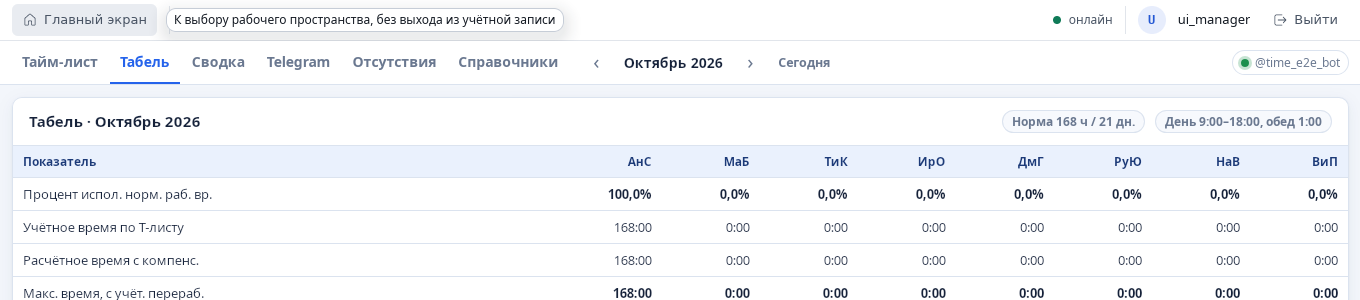 Главный экран К выбору рабочего пространства, без выхода из учётной записи онлайн U ui_manager Выйти
Тайм-лист Табель Сводка Telegram Отсутствия Справочники ‹ Октябрь 2026 › Сегодня @time_e2e_bot
Табель · Октябрь 2026 Норма 168 ч / 21 дн. День 9:00–18:00, обед 1:00
Показатель АнС МаБ ТиК ИрО ДмГ РуЮ НаВ ВиП
Процент испол. норм. раб. вр. 100,0% 0,0% 0,0% 0,0% 0,0% 0,0% 0,0% 0,0%
Учётное время по Т-листу 168:00 0:00 0:00 0:00 0:00 0:00 0:00 0:00
Расчётное время с компенс. 168:00 0:00 0:00 0:00 0:00 0:00 0:00 0:00
Макс. время, с учёт. перераб. 168:00 0:00 0:00 0:00 0:00 0:00 0:00 0:00